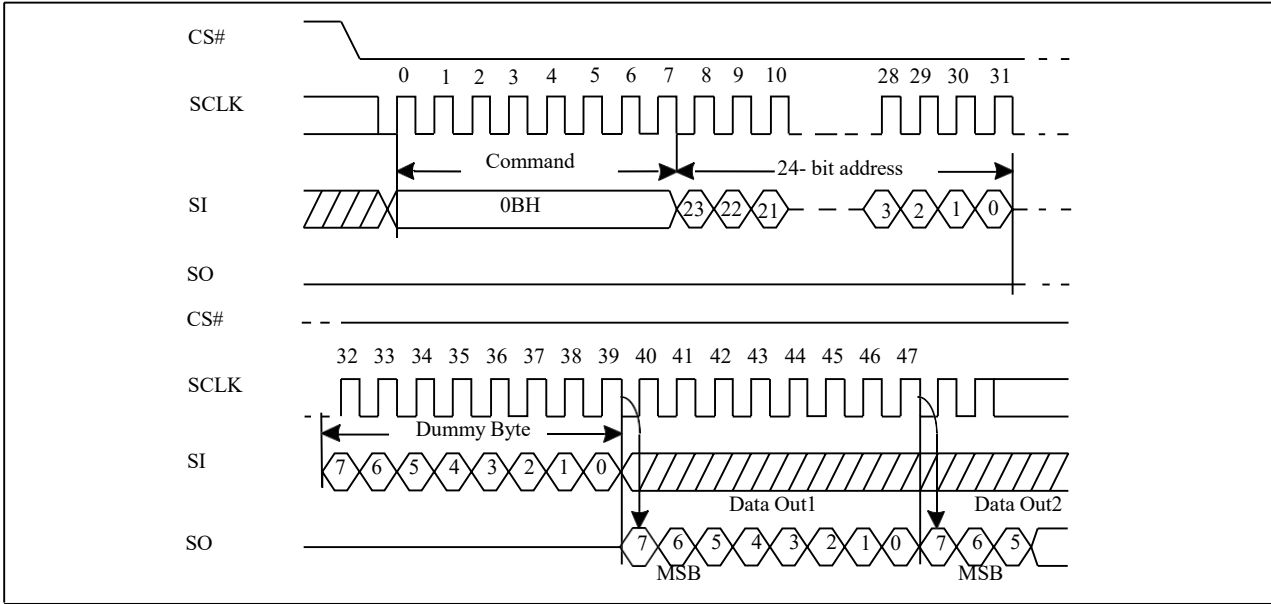 CS#
0 1 2 3 4 5 6 7 8 9 10 28 29 30 31
SCLK
Command 24- bit address
SI 0BH 23 22 21 3 2 1 0
SO
CS#
32 33 34 35 36 37 38 39 40 41 42 43 44 45 46 47
SCLK
Dummy Byte
SI 7 6 5 4 3 2 1 0
Data Out1 Data Out2
SO 7 6 5 4 3 2 1 0 7 6 5
MSB MSB